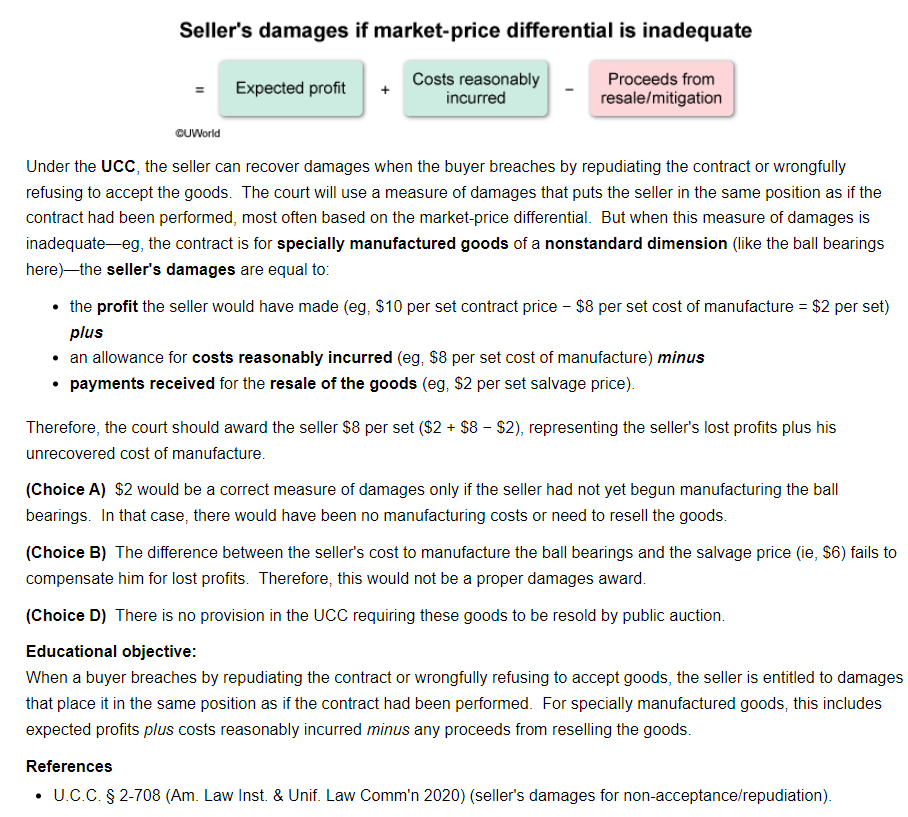 Seller's damages if market-price differential is inadequate
= Expected profit + Costs reasonably incurred − Proceeds from resale/mitigation
©UWorld
Under the UCC, the seller can recover damages when the buyer breaches by repudiating the contract or wrongfully
refusing to accept the goods. The court will use a measure of damages that puts the seller in the same position as if the
contract had been performed, most often based on the market-price differential. But when this measure of damages is
inadequate—eg, the contract is for specially manufactured goods of a nonstandard dimension (like the ball bearings
here)—the seller's damages are equal to:
• the profit the seller would have made (eg, $10 per set contract price − $8 per set cost of manufacture = $2 per set)
plus
• an allowance for costs reasonably incurred (eg, $8 per set cost of manufacture) minus
• payments received for the resale of the goods (eg, $2 per set salvage price).
Therefore, the court should award the seller $8 per set ($2 + $8 − $2), representing the seller's lost profits plus his
unrecovered cost of manufacture.
(Choice A) $2 would be a correct measure of damages only if the seller had not yet begun manufacturing the ball
bearings. In that case, there would have been no manufacturing costs or need to resell the goods.
(Choice B) The difference between the seller's cost to manufacture the ball bearings and the salvage price (ie, $6) fails to
compensate him for lost profits. Therefore, this would not be a proper damages award.
(Choice D) There is no provision in the UCC requiring these goods to be resold by public auction.
Educational objective:
When a buyer breaches by repudiating the contract or wrongfully refusing to accept goods, the seller is entitled to damages
that place it in the same position as if the contract had been performed. For specially manufactured goods, this includes
expected profits plus costs reasonably incurred minus any proceeds from reselling the goods.
References
• U.C.C. § 2-708 (Am. Law Inst. & Unif. Law Comm'n 2020) (seller's damages for non-acceptance/repudiation).